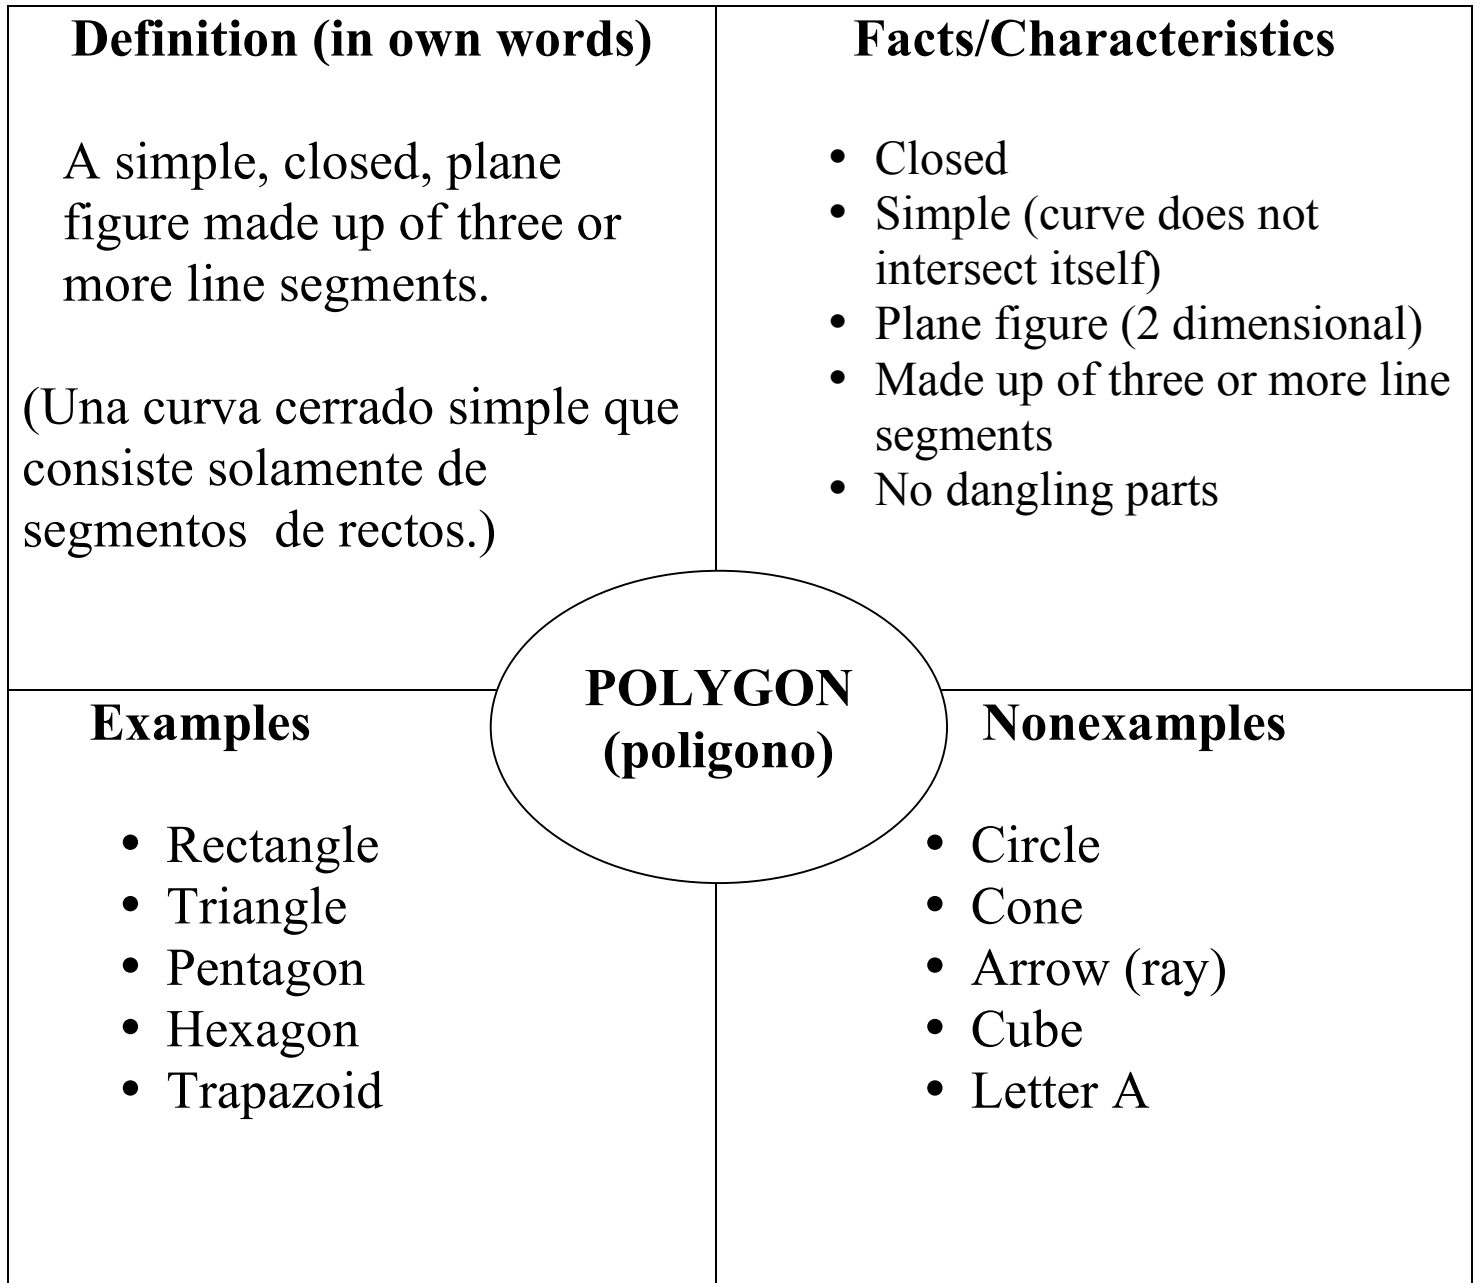 Definition (in own words)
A simple, closed, plane
figure made up of three or
more line segments.
(Una curva cerrado simple que
consiste solamente de
segmentos  de rectos.)
Facts/Characteristics
• Closed
• Simple (curve does not
intersect itself)
• Plane figure (2 dimensional)
• Made up of three or more line
segments
• No dangling parts
POLYGON
(poligono)
Examples
• Rectangle
• Triangle
• Pentagon
• Hexagon
• Trapazoid
Nonexamples
• Circle
• Cone
• Arrow (ray)
• Cube
• Letter A